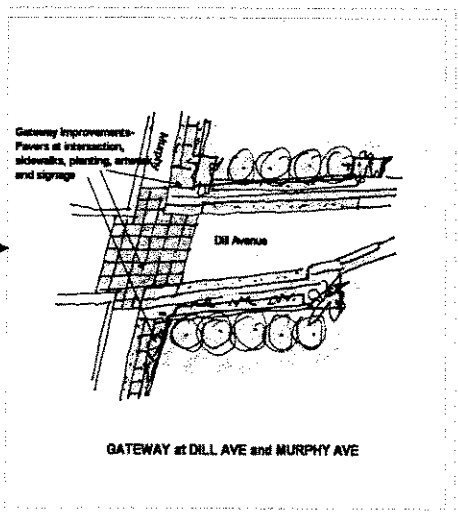 Gateway Improvements-
Pavers at intersection,
sidewalks, planting, artwork
and signage
Murphy
Dill Avenue
GATEWAY at DILL AVE and MURPHY AVE